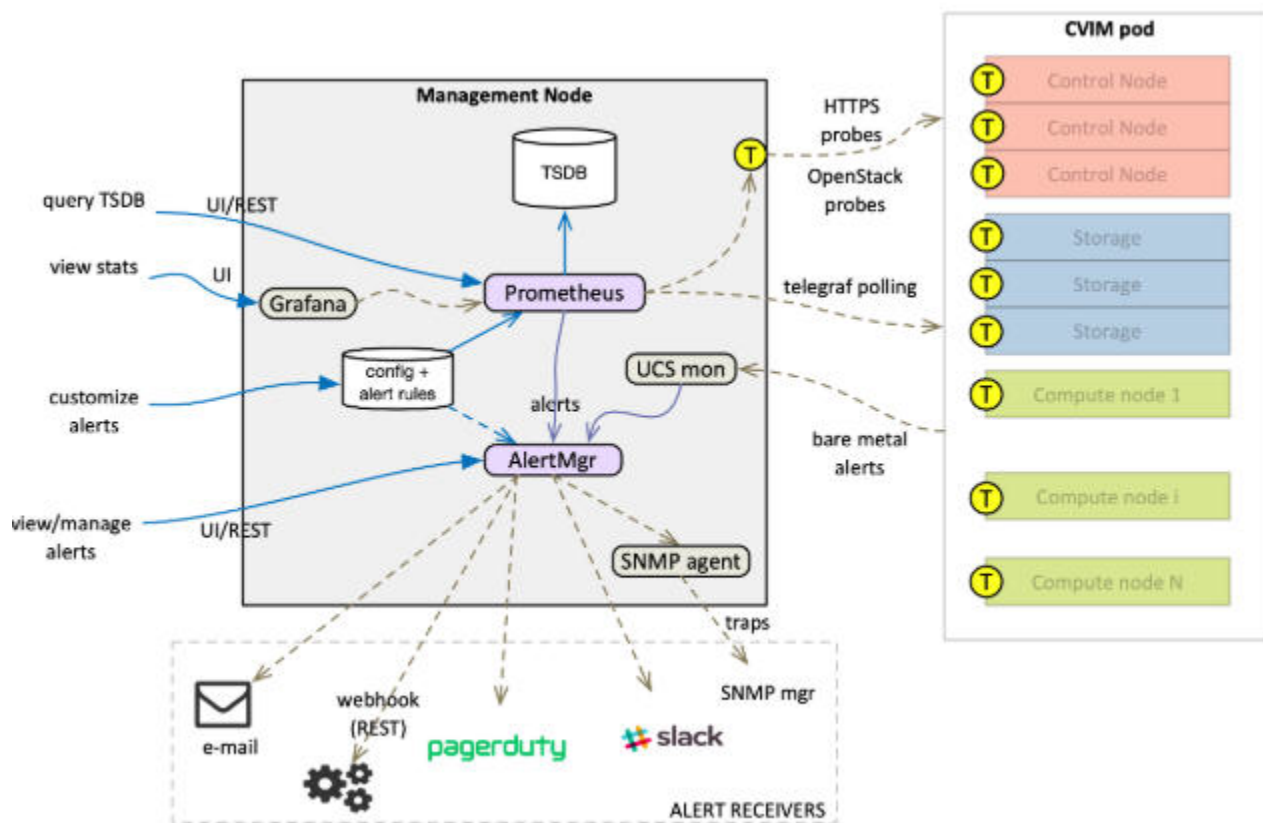 CVIM pod
T Control Node
T Control Node
T Control Node
T Storage
T Storage
T Storage
T Compute node 1
T Compute node i
T Compute node N
Management Node
TSDB
T
HTTPS
probes
OpenStack
probes
query TSDB
UI/REST
view stats
UI
Grafana
Prometheus
telegraf polling
config +
alert rules
UCS mon
customize
alerts
alerts
bare metal
alerts
AlertMgr
view/manage
alerts
UI/REST
SNMP agent
traps
SNMP mgr
webhook
(REST)
e-mail
pagerduty
slack
ALERT RECEIVERS